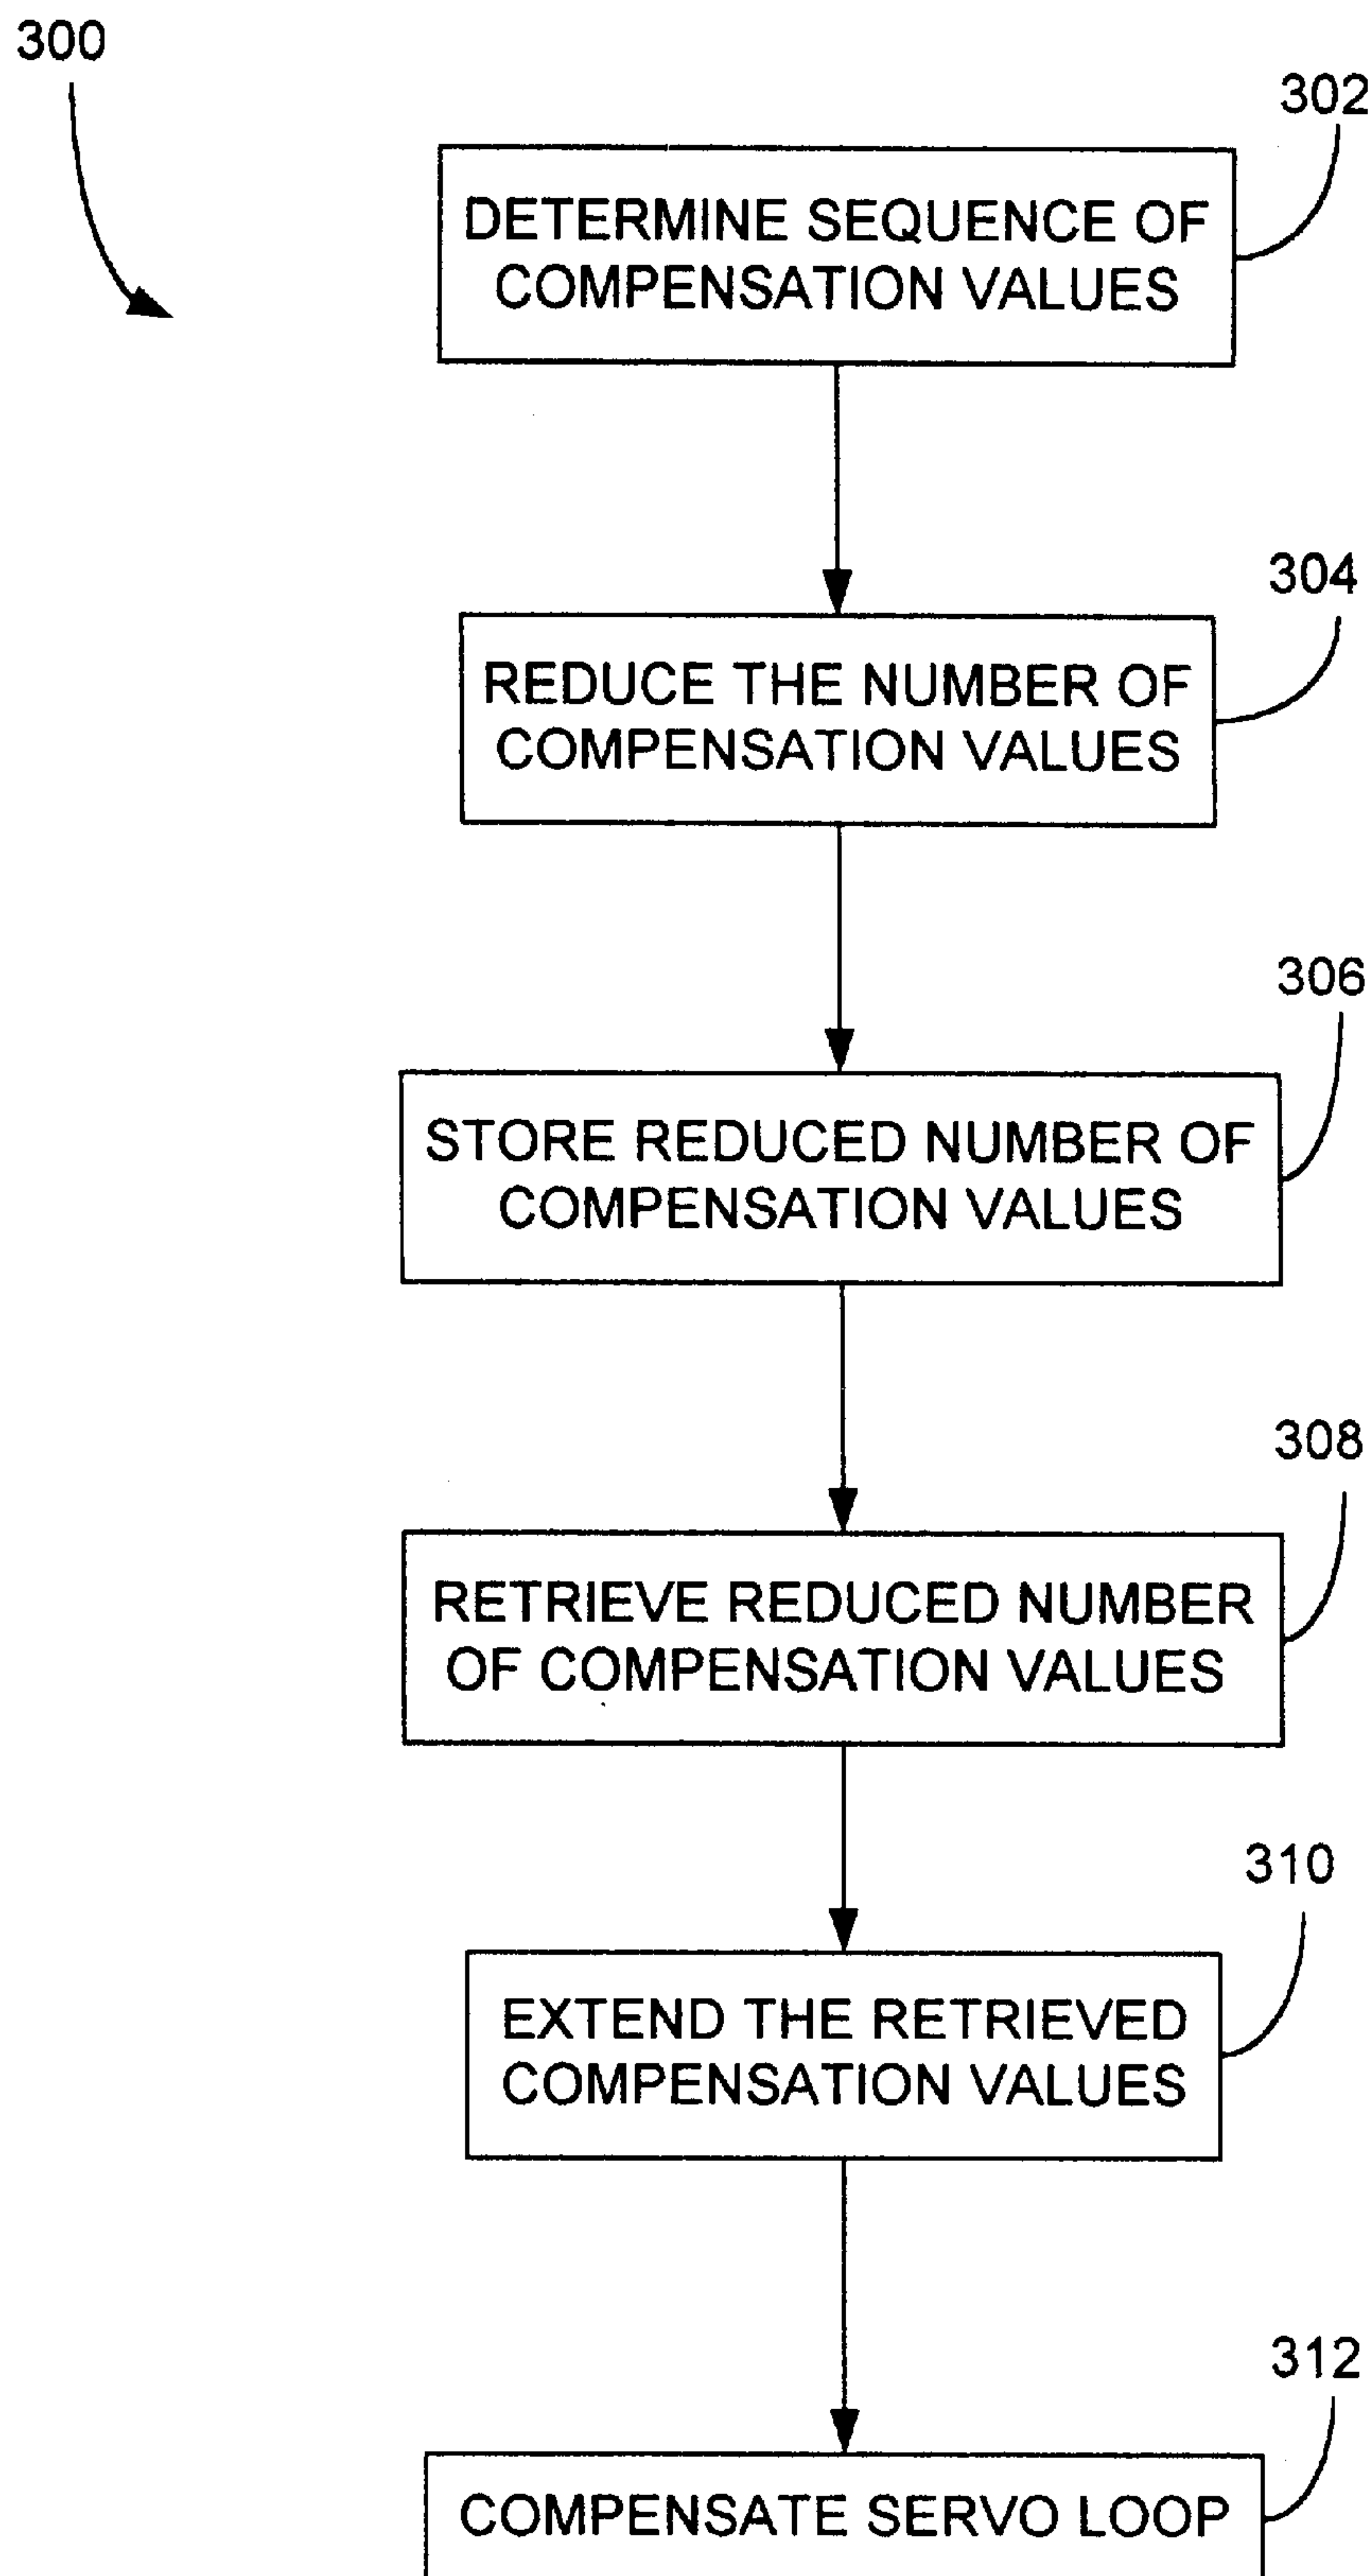 300
302
DETERMINE SEQUENCE OF
COMPENSATION VALUES
304
REDUCE THE NUMBER OF
COMPENSATION VALUES
306
STORE REDUCED NUMBER OF
COMPENSATION VALUES
308
RETRIEVE REDUCED NUMBER
OF COMPENSATION VALUES
310
EXTEND THE RETRIEVED
COMPENSATION VALUES
312
COMPENSATE SERVO LOOP